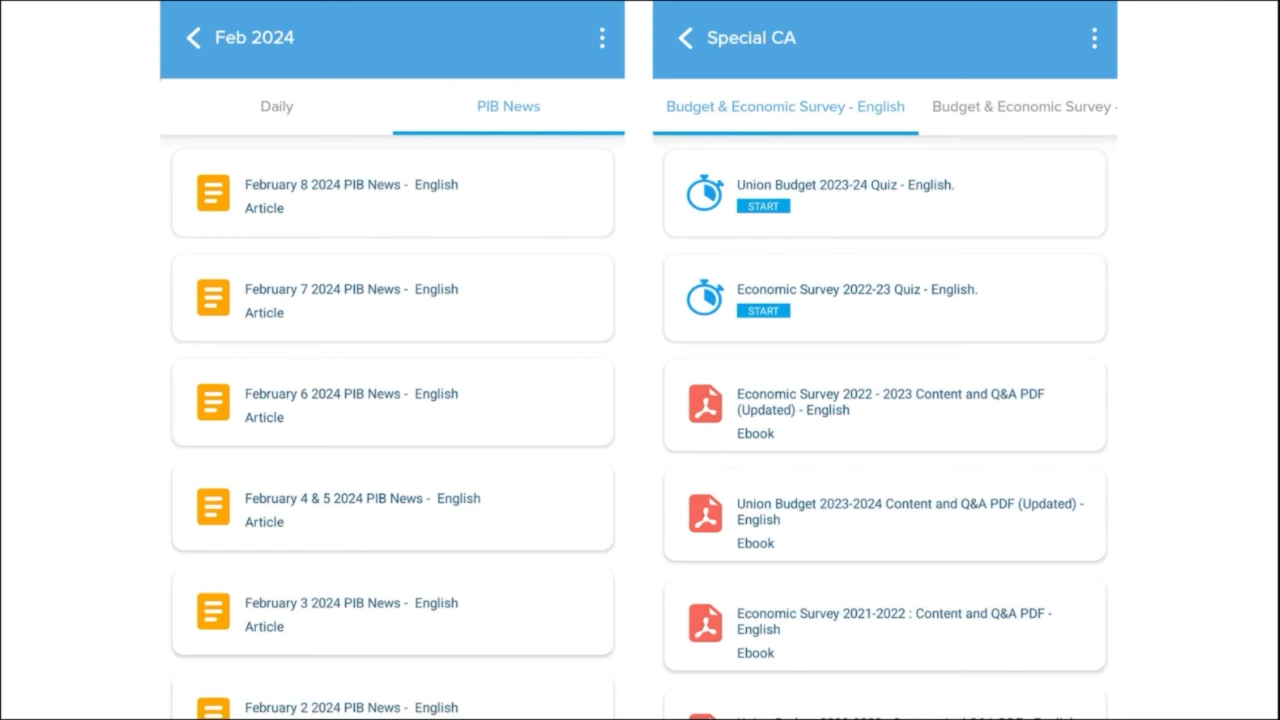 Feb 2024
Daily
PIB News
February 8 2024 PIB News - English
Article
February 7 2024 PIB News - English
Article
February 6 2024 PIB News - English
Article
February 4 & 5 2024 PIB News - English
Article
February 3 2024 PIB News - English
Article
February 2 2024 PIB News - English
Special CA
Budget & Economic Survey - English
Budget & Economic Survey -
Union Budget 2023-24 Quiz - English.
START
Economic Survey 2022-23 Quiz - English.
START
Economic Survey 2022 - 2023 Content and Q&A PDF
(Updated) - English
Ebook
Union Budget 2023-2024 Content and Q&A PDF (Updated) -
English
Ebook
Economic Survey 2021-2022 : Content and Q&A PDF -
English
Ebook